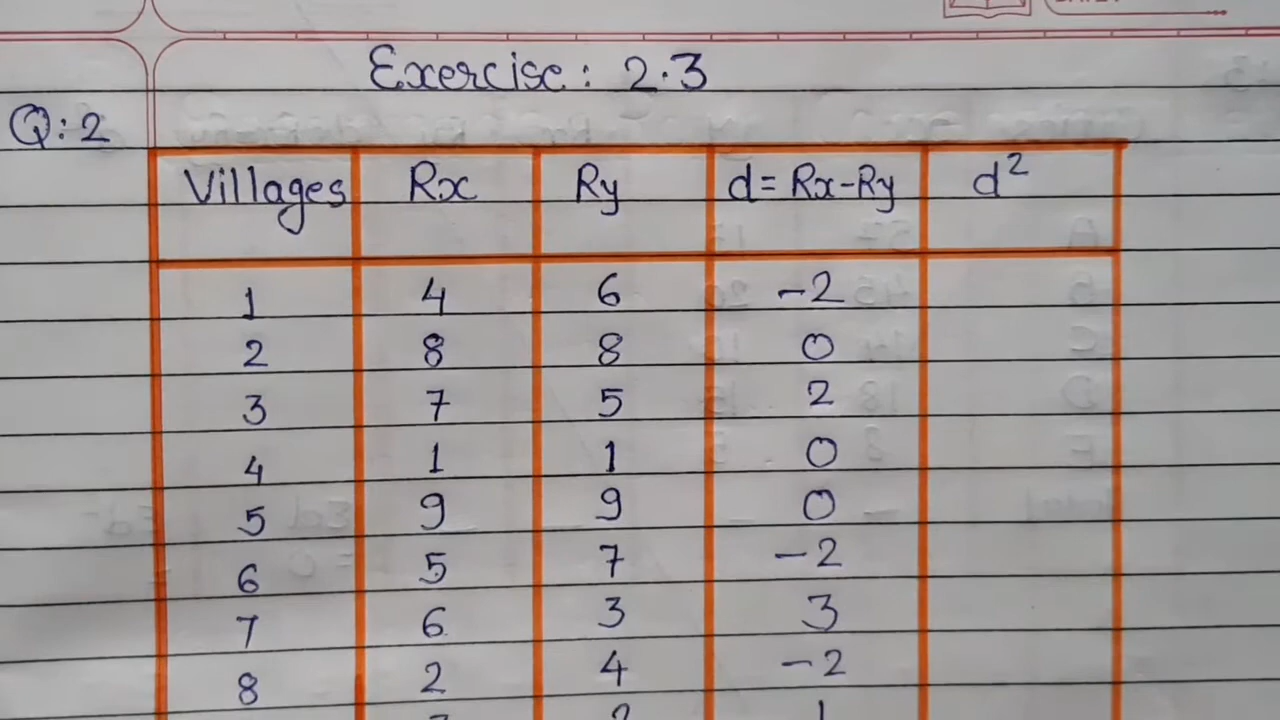 Exercise: 2.3
Q:2
Villages Rx Ry d=Rx-Ry d²
1 4 6 -2
2 8 8 0
3 7 5 2
4 1 1 0
5 9 9 0
6 5 7 -2
7 6 3 3
8 2 4 -2